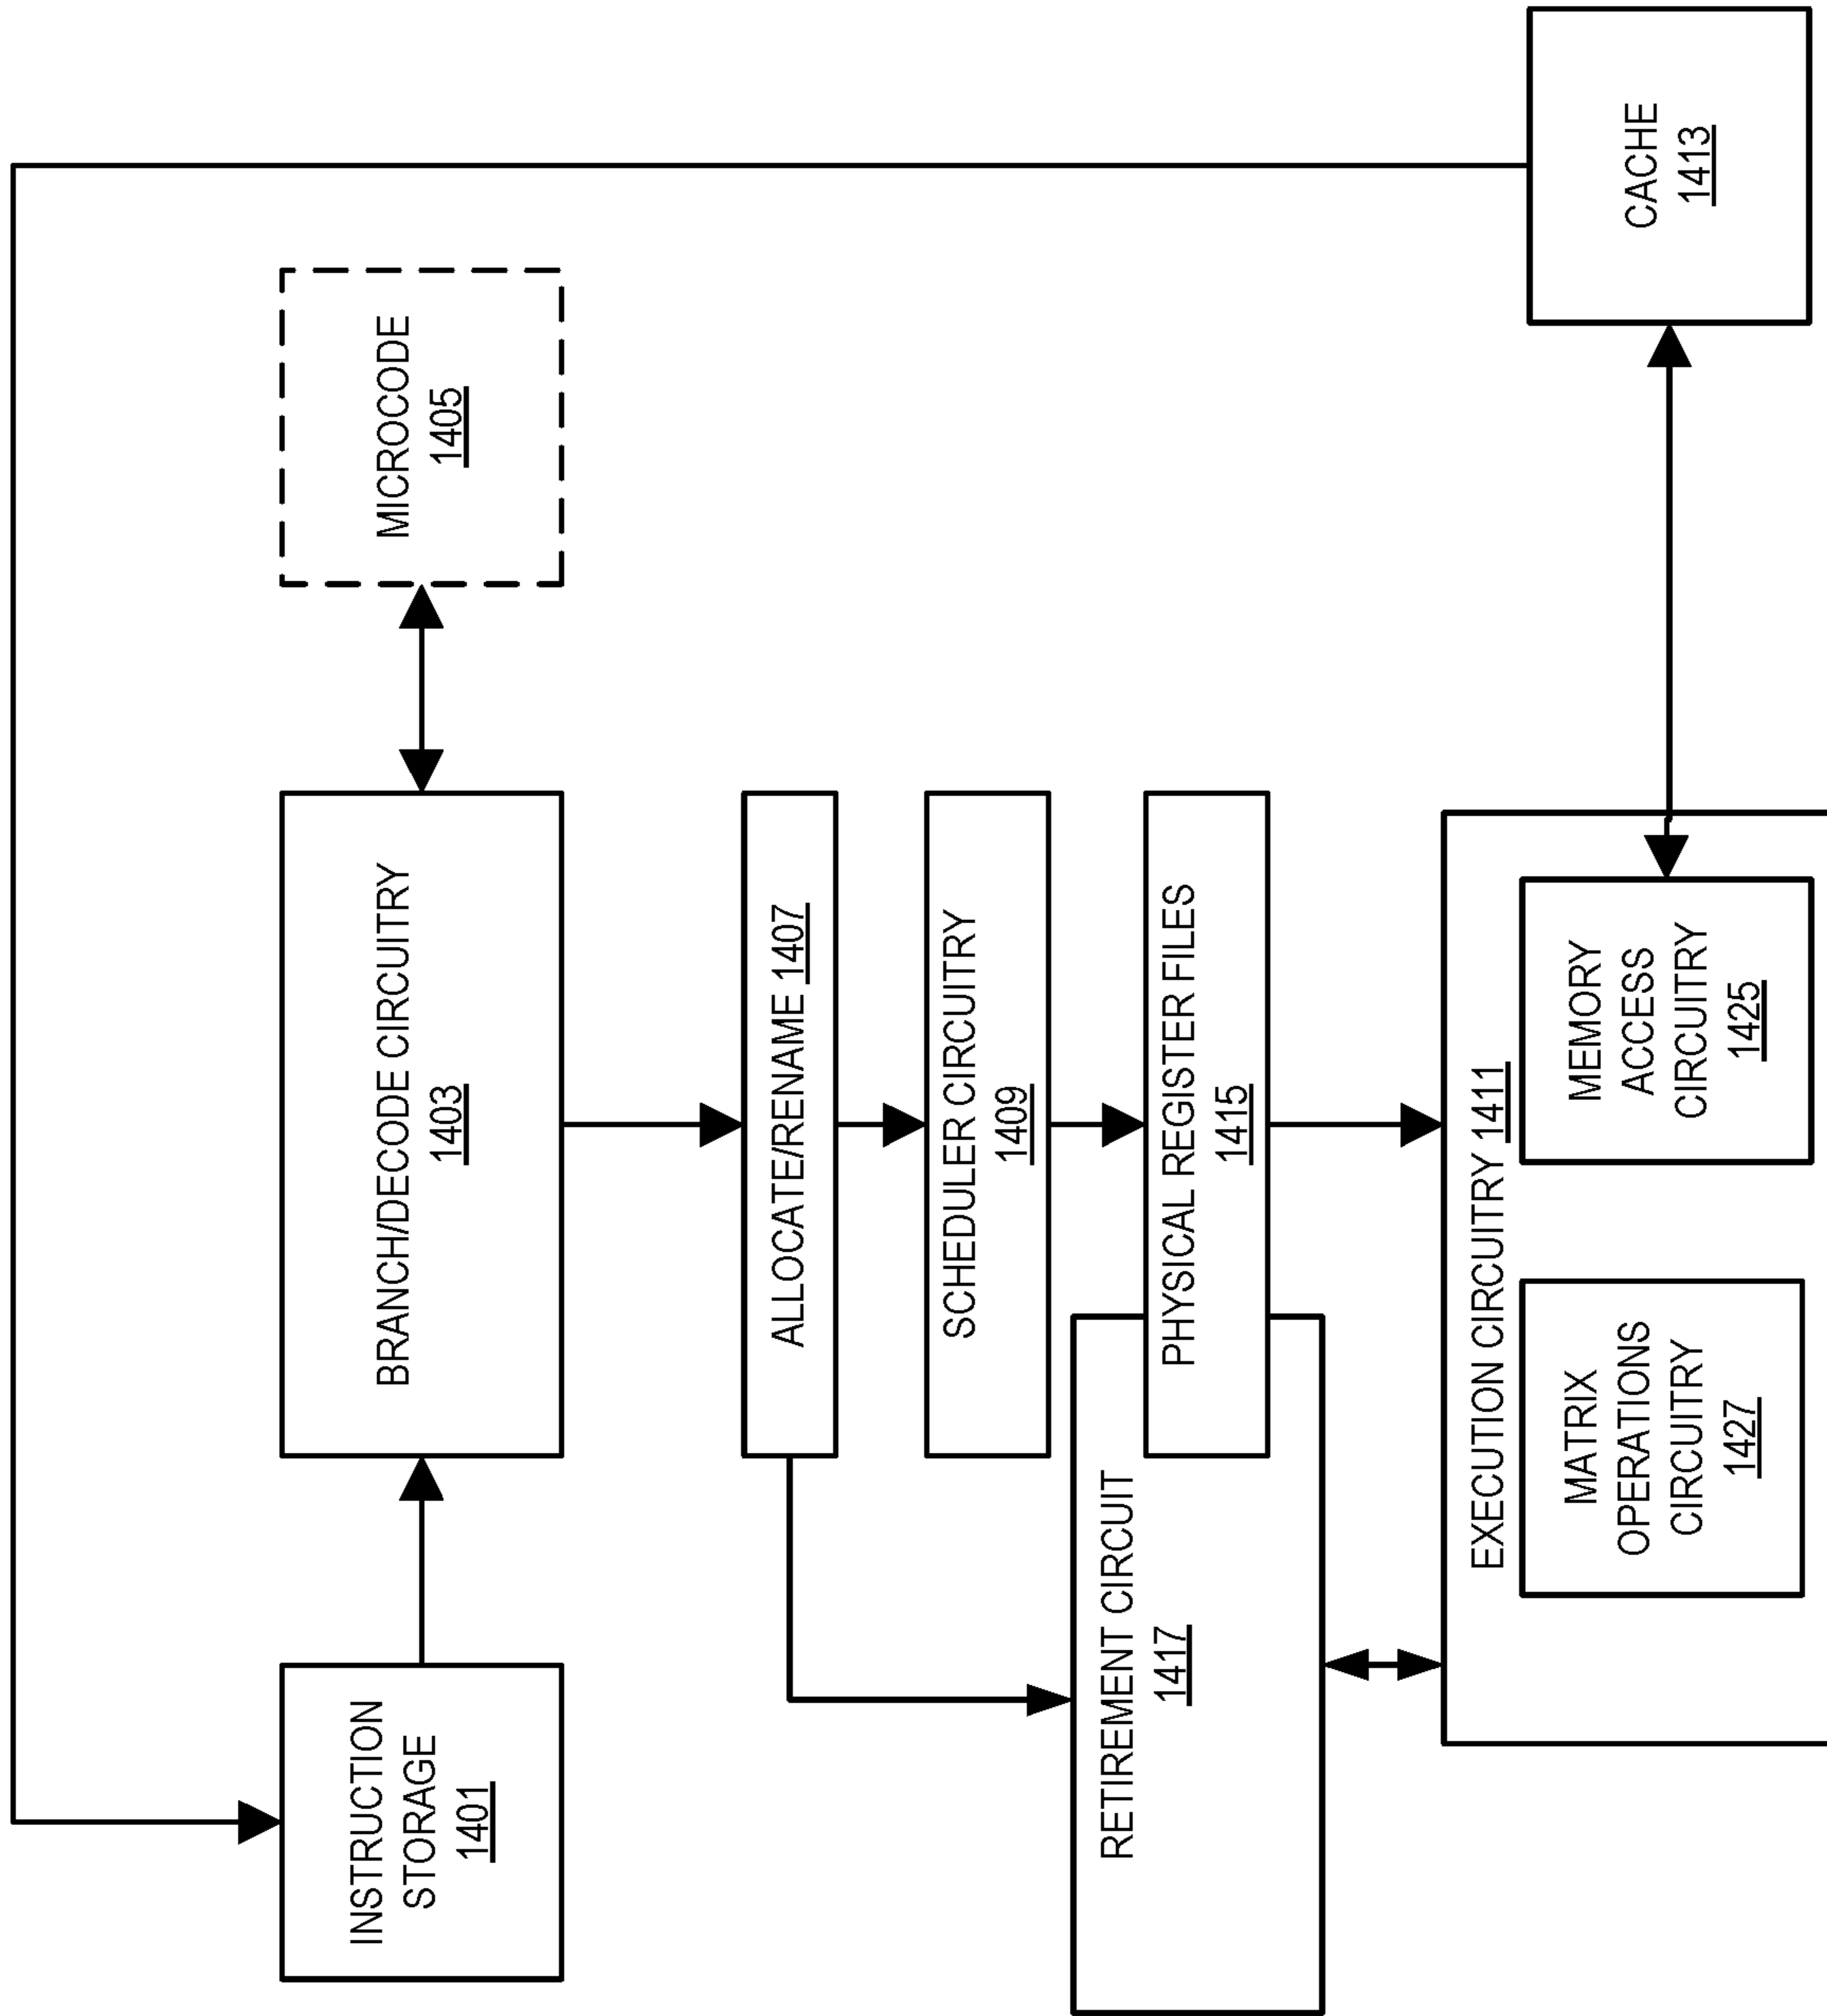 INSTRUCTION
STORAGE
1401
BRANCH/DECODE CIRCUITRY
1403
MICROCODE
1405
ALLOCATE/RENAME 1407
SCHEDULER CIRCUITRY
1409
RETIREMENT CIRCUIT
1417
PHYSICAL REGISTER FILES
1415
EXECUTION CIRCUITRY 1411
MATRIX
OPERATIONS
CIRCUITRY
1427
MEMORY
ACCESS
CIRCUITRY
1425
CACHE
1413